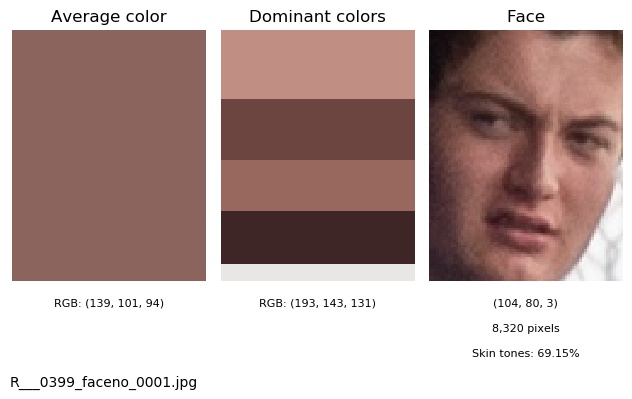 Average color
Dominant colors
Face
RGB: (139, 101, 94)
RGB: (193, 143, 131)
(104, 80, 3)
8,320 pixels
Skin tones: 69.15%
R___0399_faceno_0001.jpg